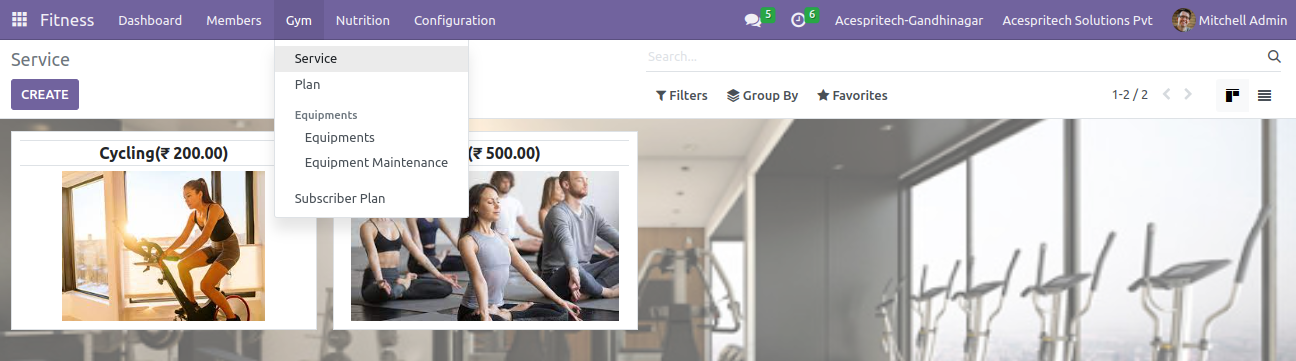 Fitness Dashboard Members Gym Nutrition Configuration 5 6 Acespritech-Gandhinagar Acespritech Solutions Pvt Mitchell Admin
Service
Search...
CREATE
Filters Group By Favorites 1-2 / 2
Service
Plan
Equipments
Equipments
Equipment Maintenance
Subscriber Plan
Cycling(₹ 200.00)
(₹ 500.00)